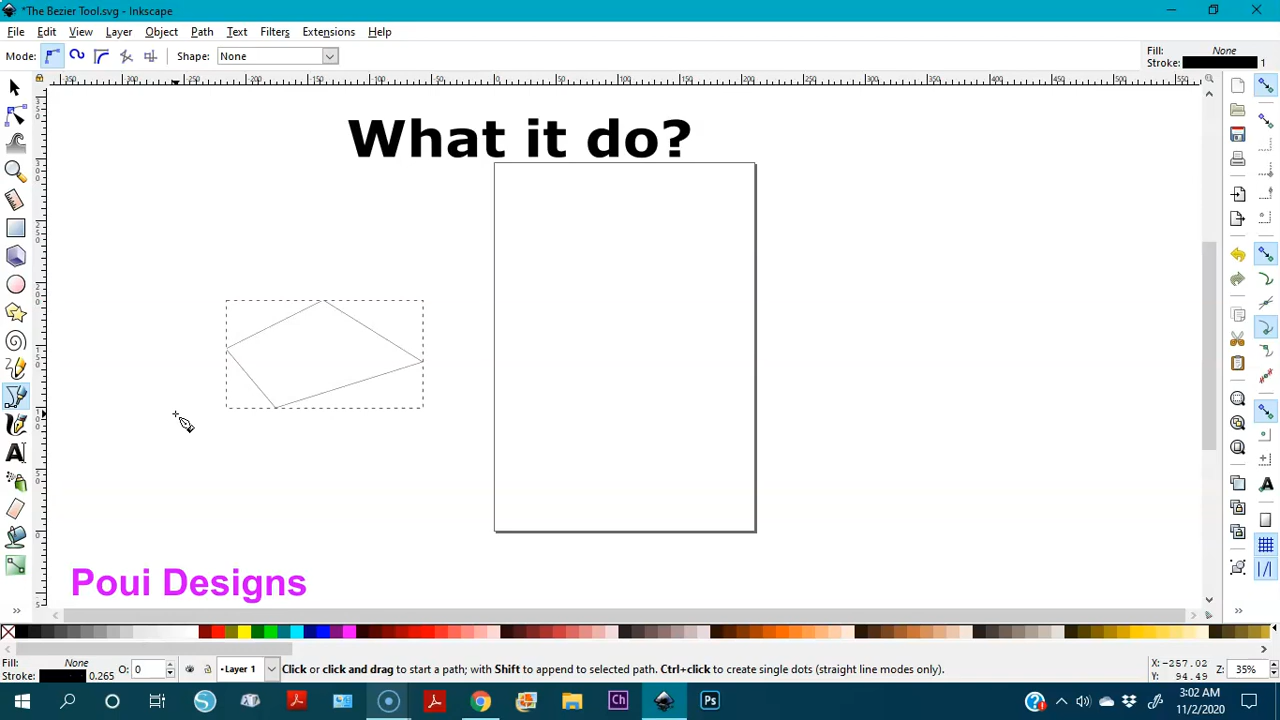 *The Bezier Tool.svg - Inkscape
File Edit View Layer Object Path Text Filters Extensions Help
Mode: Shape: None
Fill: None
Stroke: 1
What it do?
Poui Designs
Fill: None
Stroke: 0.265
O: 0
Layer 1
Click or click and drag to start a path; with Shift to append to selected path. Ctrl+click to create single dots (straight line modes only).
X: -257.02
Y: 94.49
Z: 35%
3:02 AM
11/2/2020